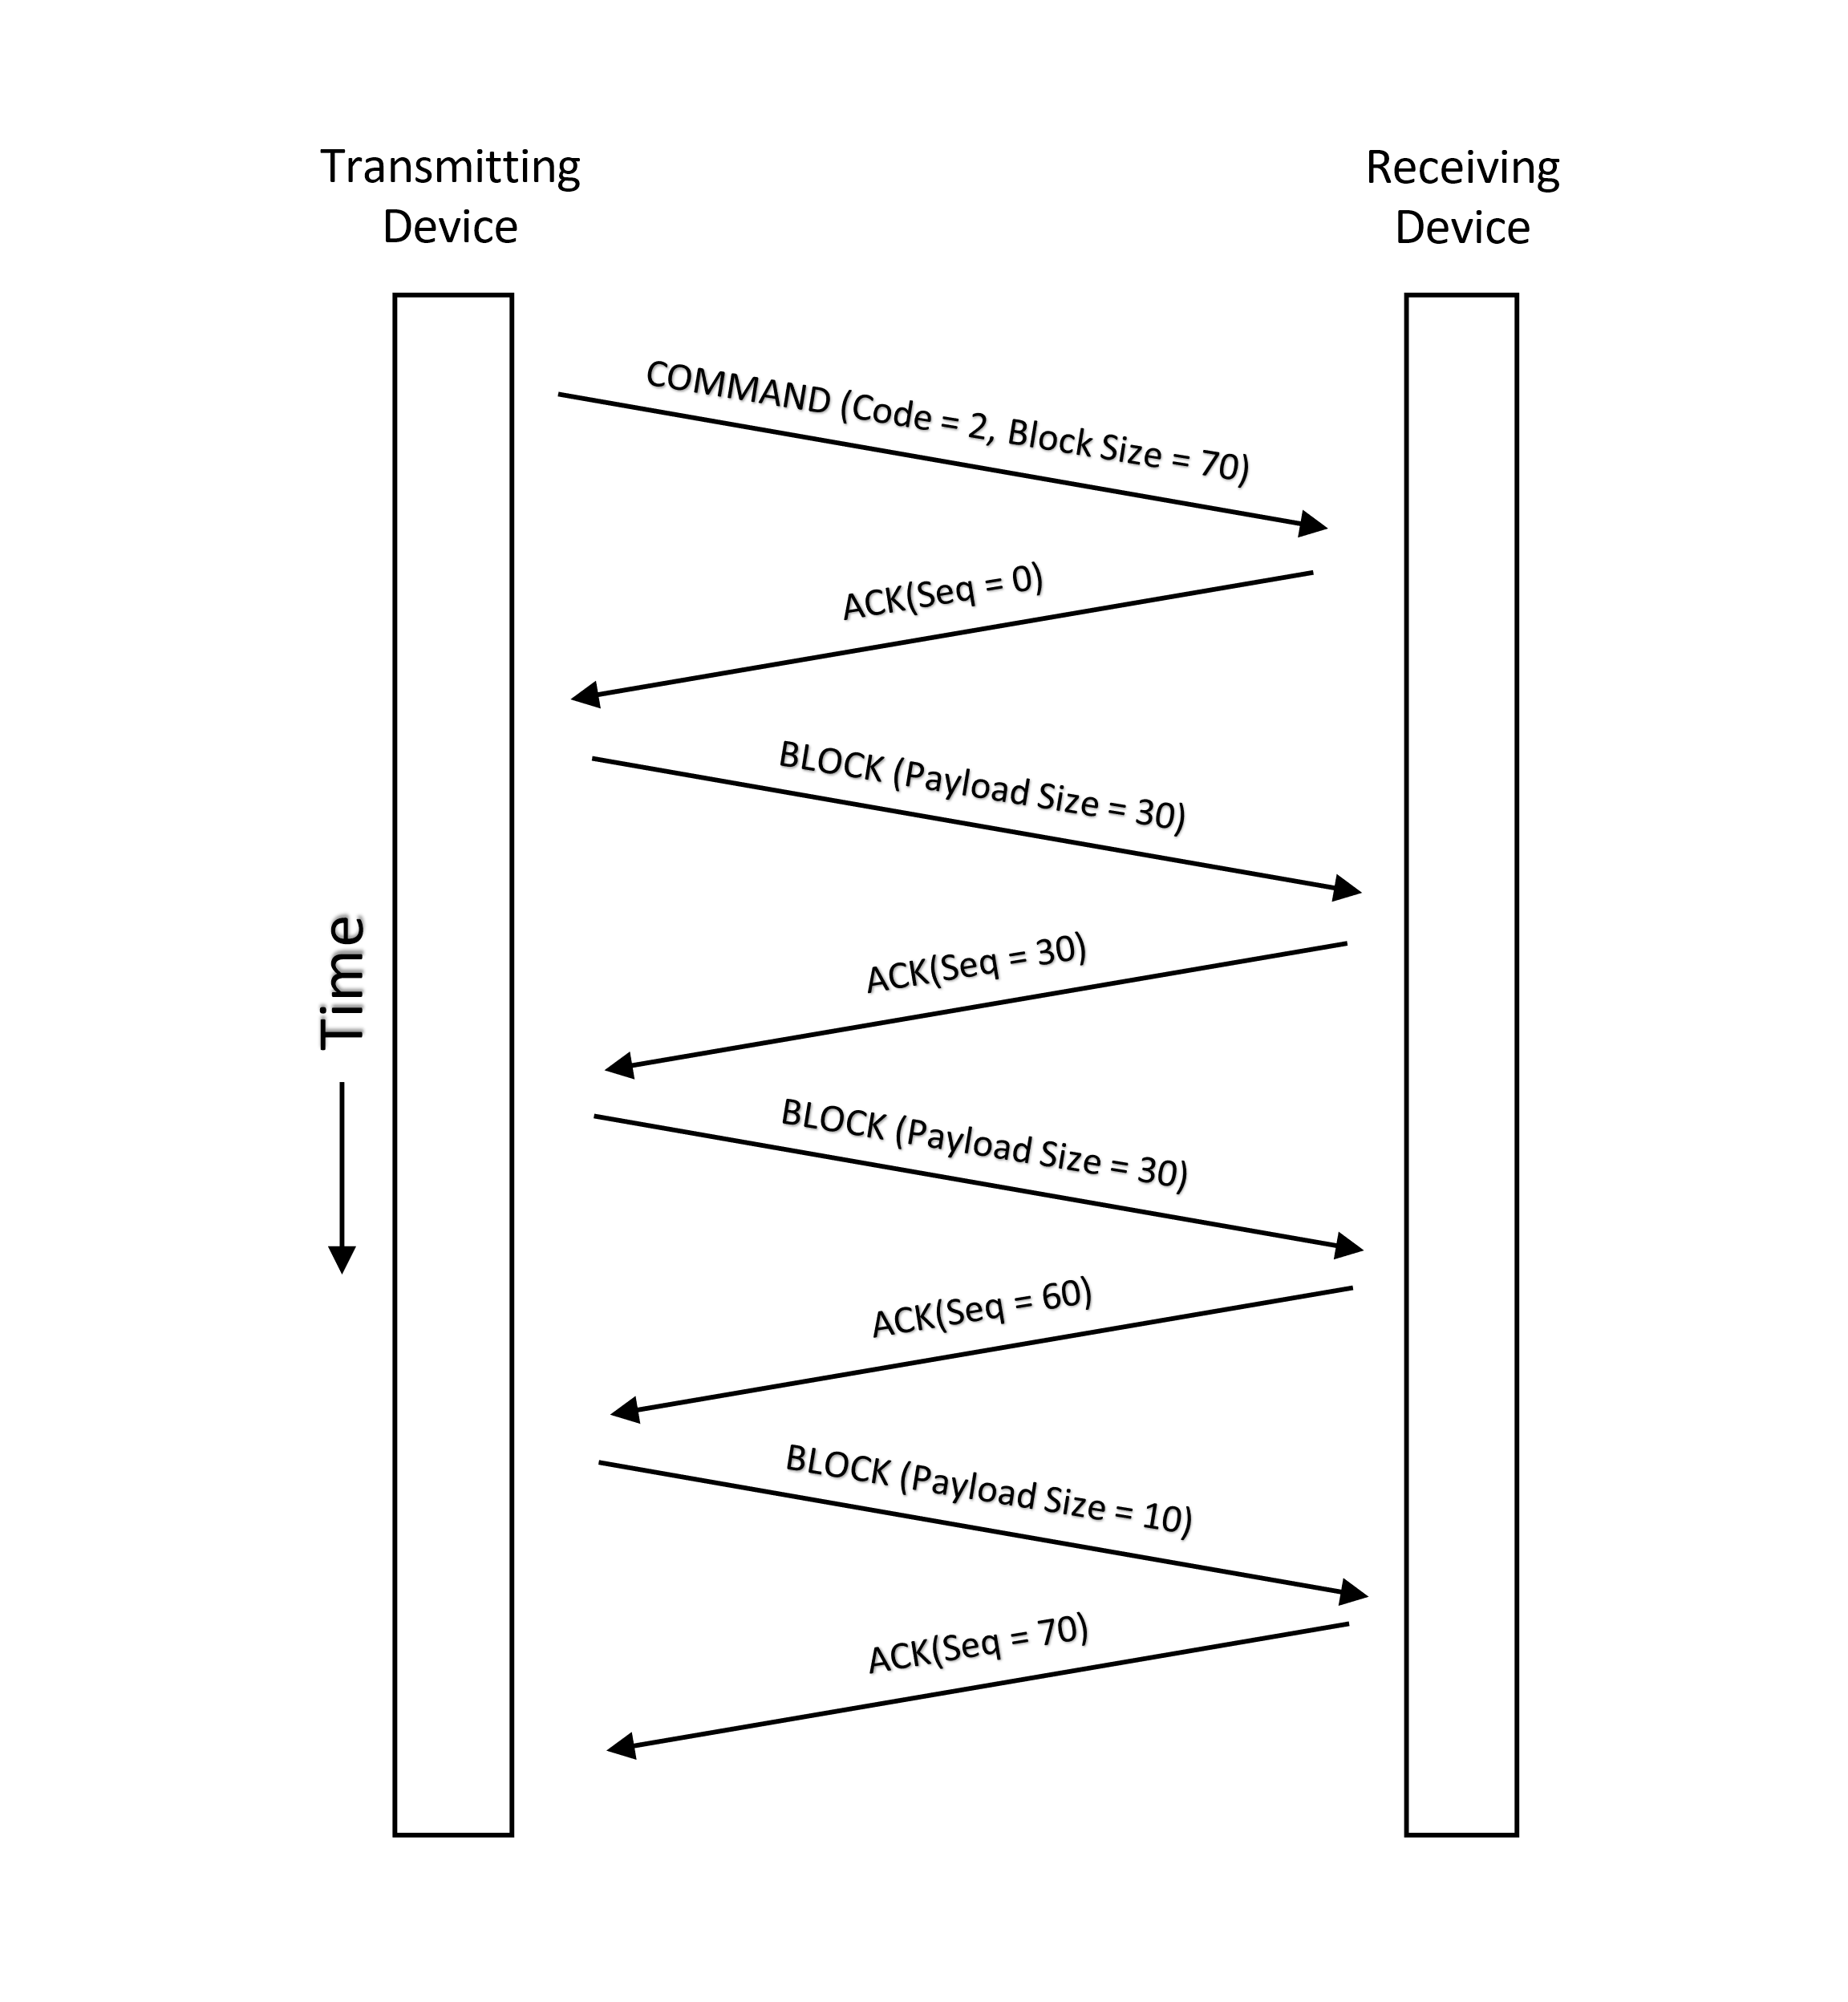 Transmitting
Device
Receiving
Device
COMMAND (Code = 2, Block Size = 70)
ACK(Seq = 0)
BLOCK (Payload Size = 30)
ACK(Seq = 30)
Time
BLOCK (Payload Size = 30)
ACK(Seq = 60)
BLOCK (Payload Size = 10)
ACK(Seq = 70)